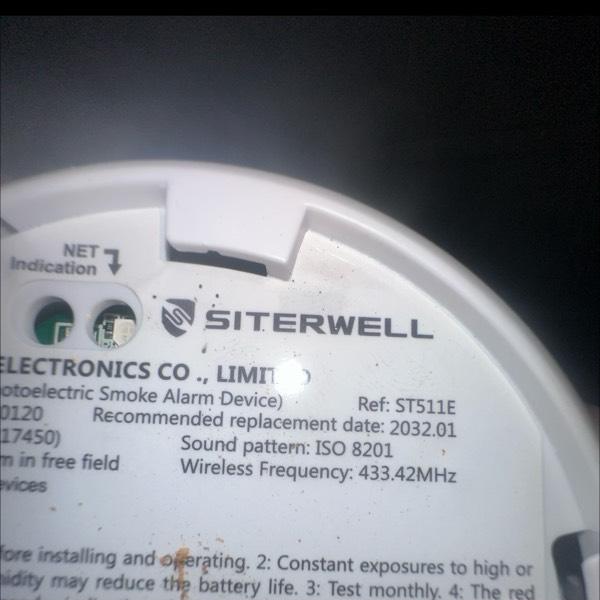 NET
Indication
SITERWELL
ELECTRONICS CO ., LIMIT
otoelectric Smoke Alarm Device) Ref: ST511E
0120 Recommended replacement date: 2032.01
17450) Sound pattern: ISO 8201
m in free field Wireless Frequency: 433.42MHz
evices
fore installing and operating. 2: Constant exposures to high or
idity may reduce the battery life. 3: Test monthly. 4: The red